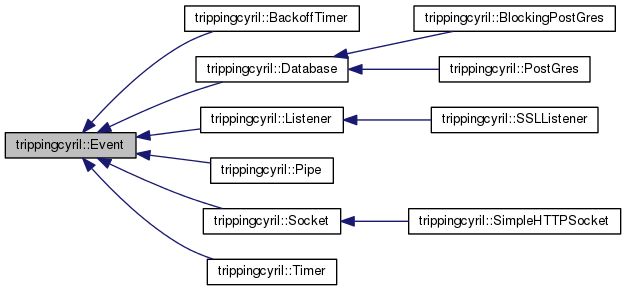 trippingcyril::BackoffTimer
trippingcyril::BlockingPostGres
trippingcyril::Database
trippingcyril::PostGres
trippingcyril::Listener
trippingcyril::SSLListener
trippingcyril::Event
trippingcyril::Pipe
trippingcyril::Socket
trippingcyril::SimpleHTTPSocket
trippingcyril::Timer